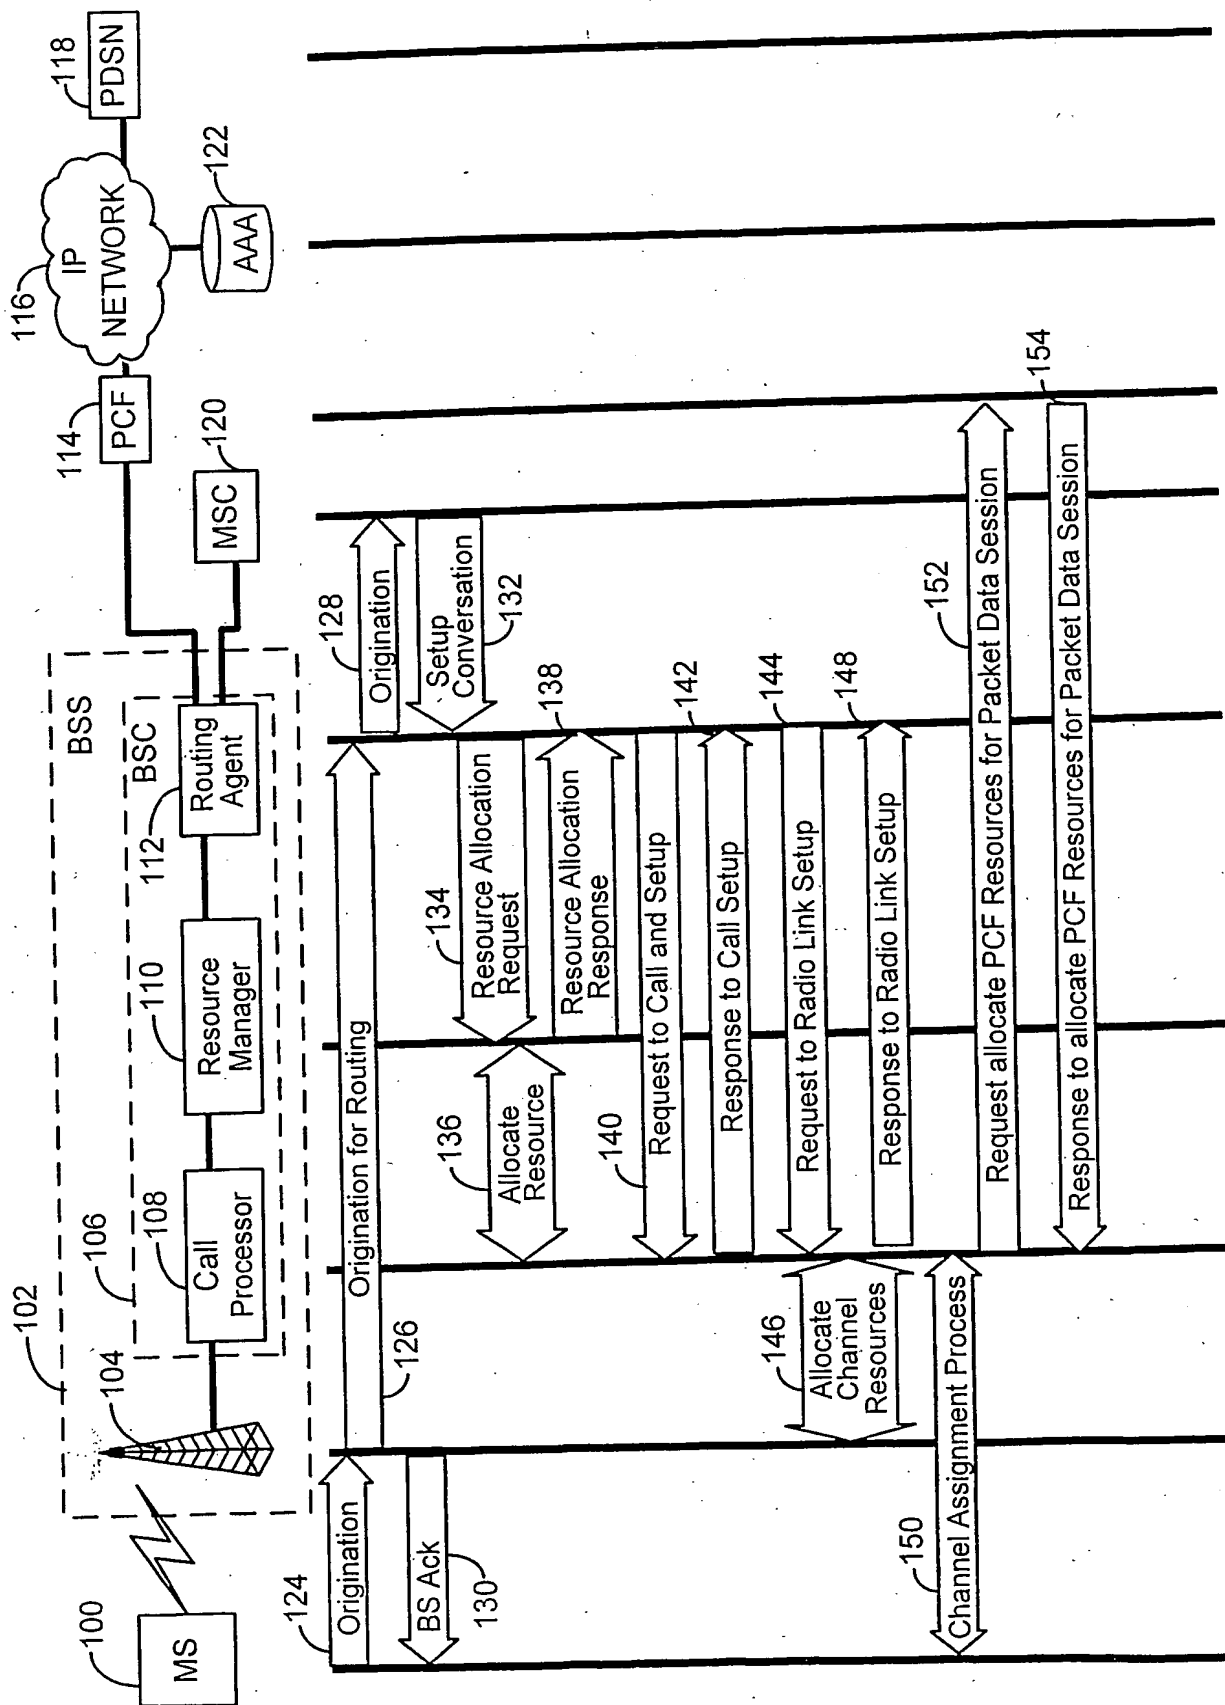 100
MS
102
BSS
104
106
BSC
108
Call
Processor
110
Resource
Manager
112
Routing
Agent
114
PCF
120
MSC
116
IP
NETWORK
118
PDSN
122
AAA
124
Origination
126
Origination for Routing
128
Origination
BS Ack
130
Setup
Conversation
132
134
Resource Allocation
Request
136
Allocate
Resource
138
Resource Allocation
Response
140
Request to Call and Setup
142
Response to Call Setup
144
Request to Radio Link Setup
146
Allocate
Channel
Resources
148
Response to Radio Link Setup
150
Channel Assignment Process
152
Request allocate PCF Resources for Packet Data Session
154
Response to allocate PCF Resources for Packet Data Session